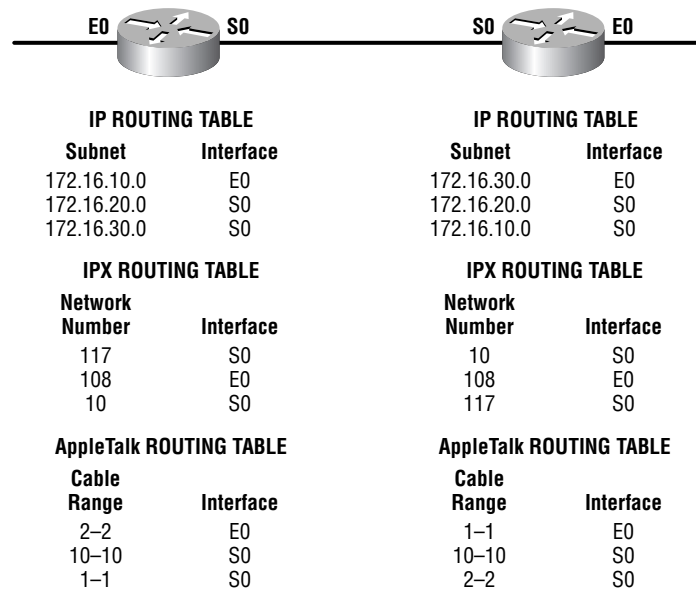 E0 S0 S0 E0
IP ROUTING TABLE
Subnet Interface
172.16.10.0 E0
172.16.20.0 S0
172.16.30.0 S0
IPX ROUTING TABLE
Network
Number Interface
117 S0
108 E0
10 S0
AppleTalk ROUTING TABLE
Cable
Range Interface
2–2 E0
10–10 S0
1–1 S0
IP ROUTING TABLE
Subnet Interface
172.16.30.0 E0
172.16.20.0 S0
172.16.10.0 S0
IPX ROUTING TABLE
Network
Number Interface
10 S0
108 E0
117 S0
AppleTalk ROUTING TABLE
Cable
Range Interface
1–1 E0
10–10 S0
2–2 S0